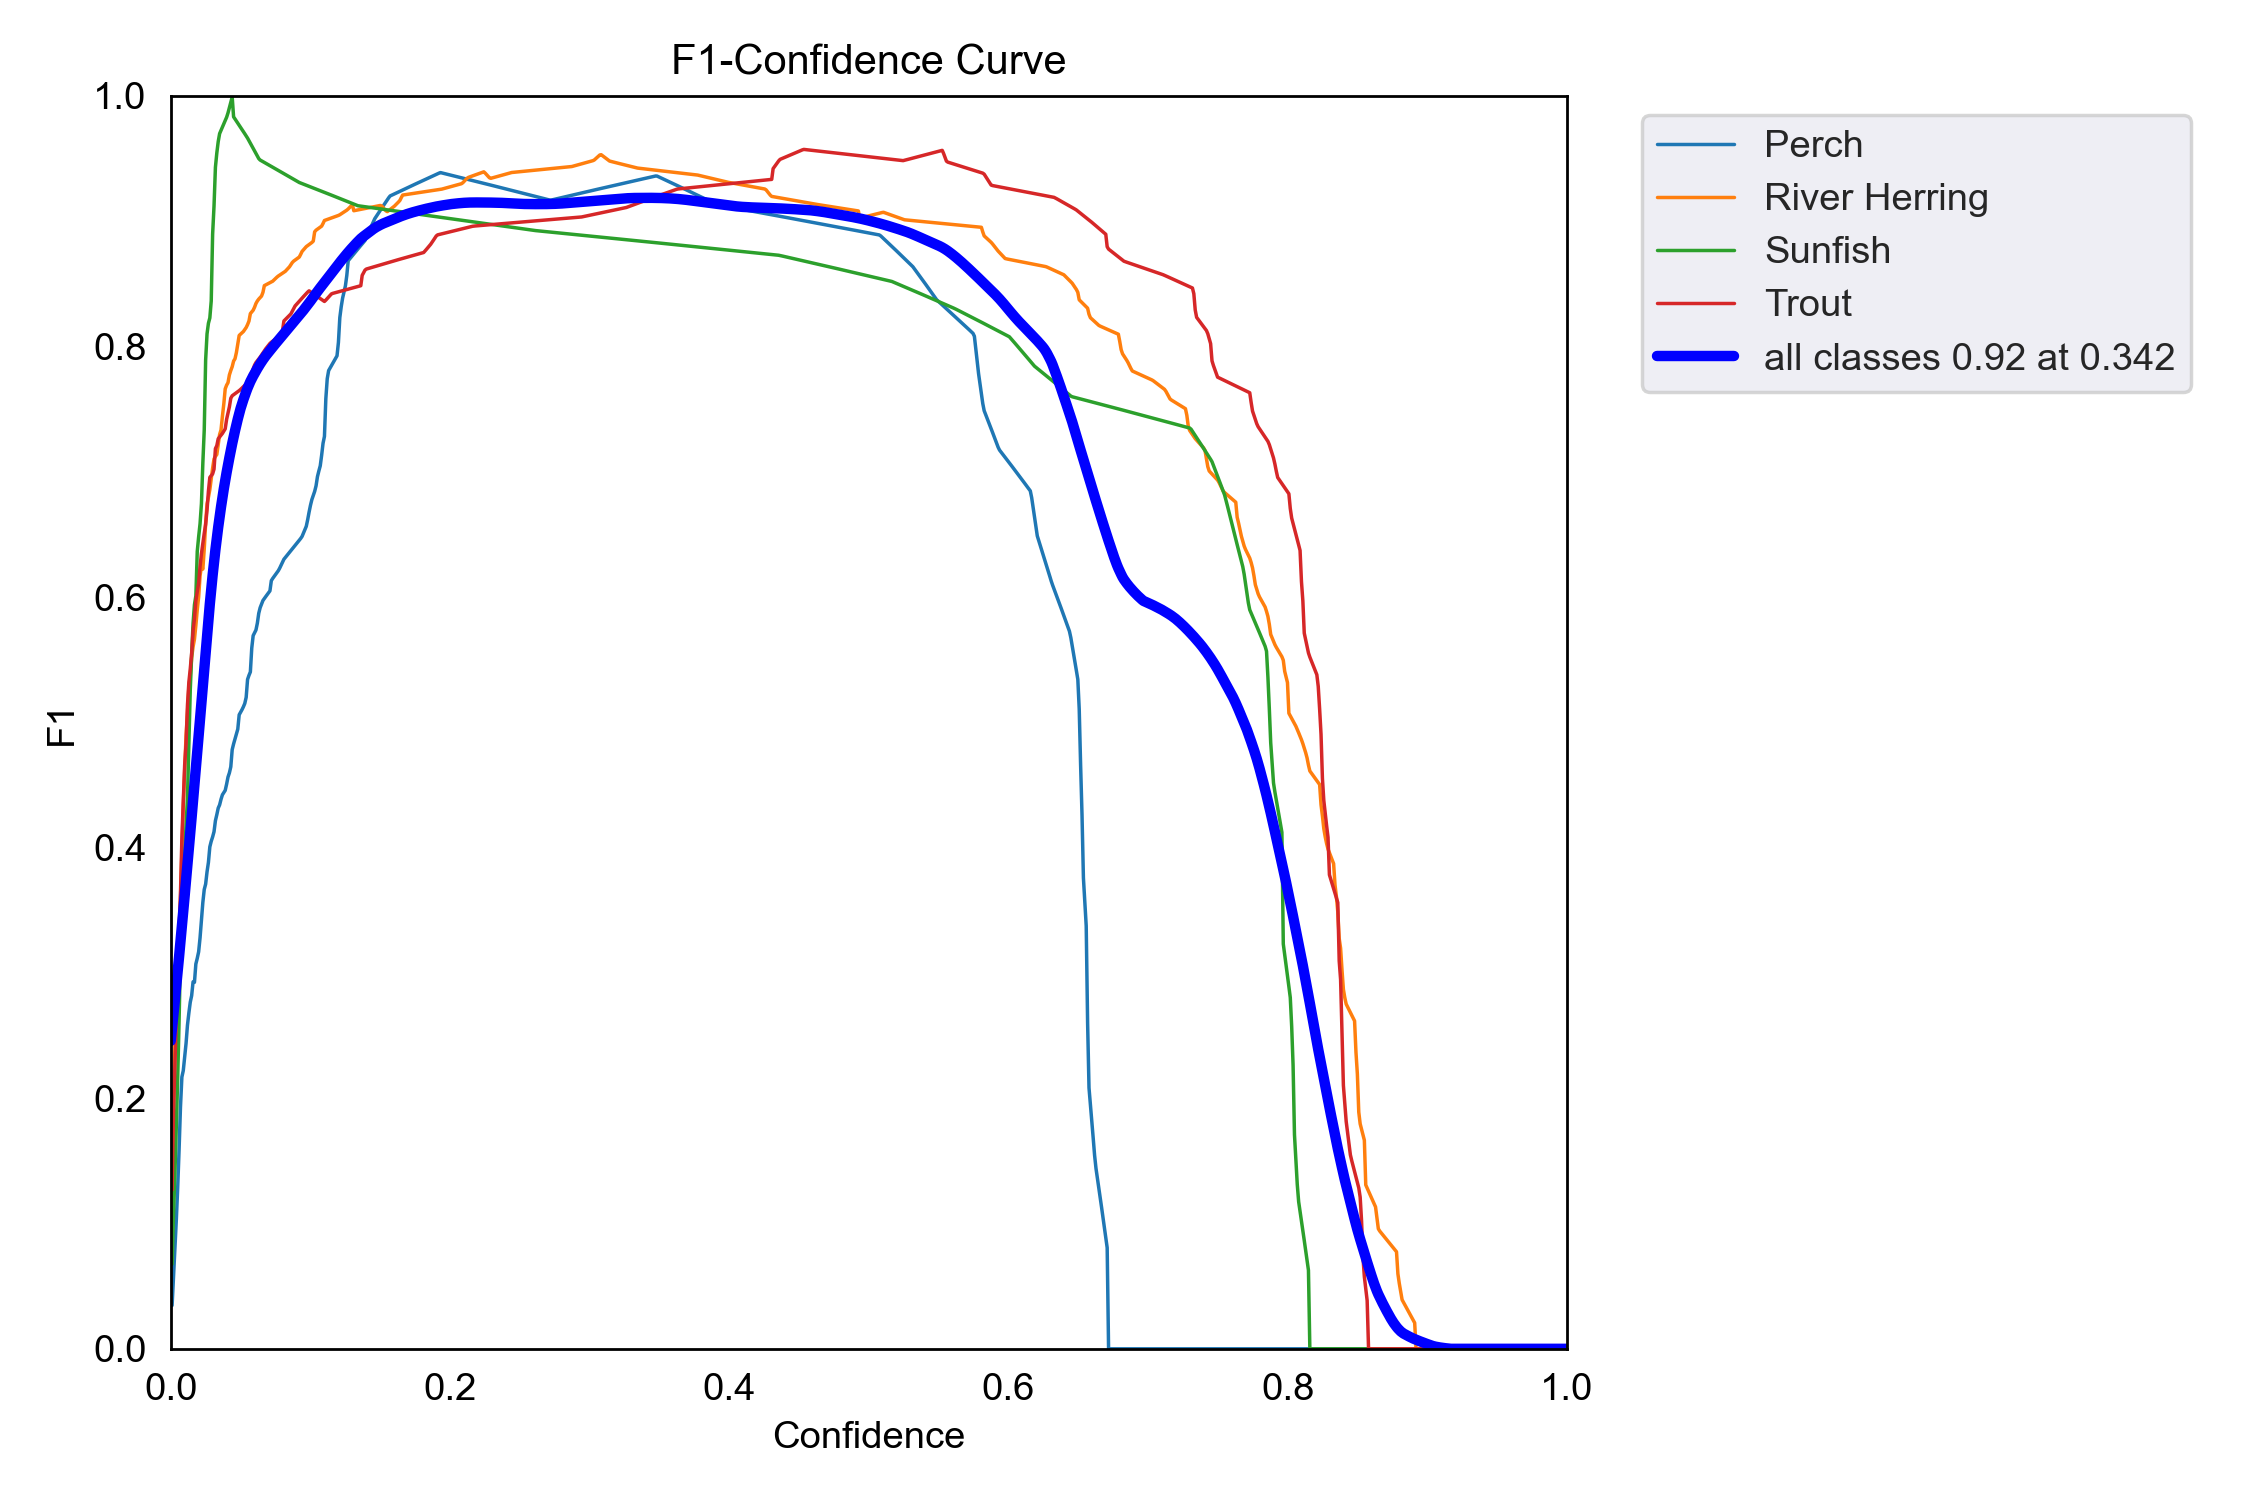 F1-Confidence Curve
1.0
0.8
0.6
0.4
0.2
0.0
F1
0.0 0.2 0.4 0.6 0.8 1.0
Confidence
Perch
River Herring
Sunfish
Trout
all classes 0.92 at 0.342